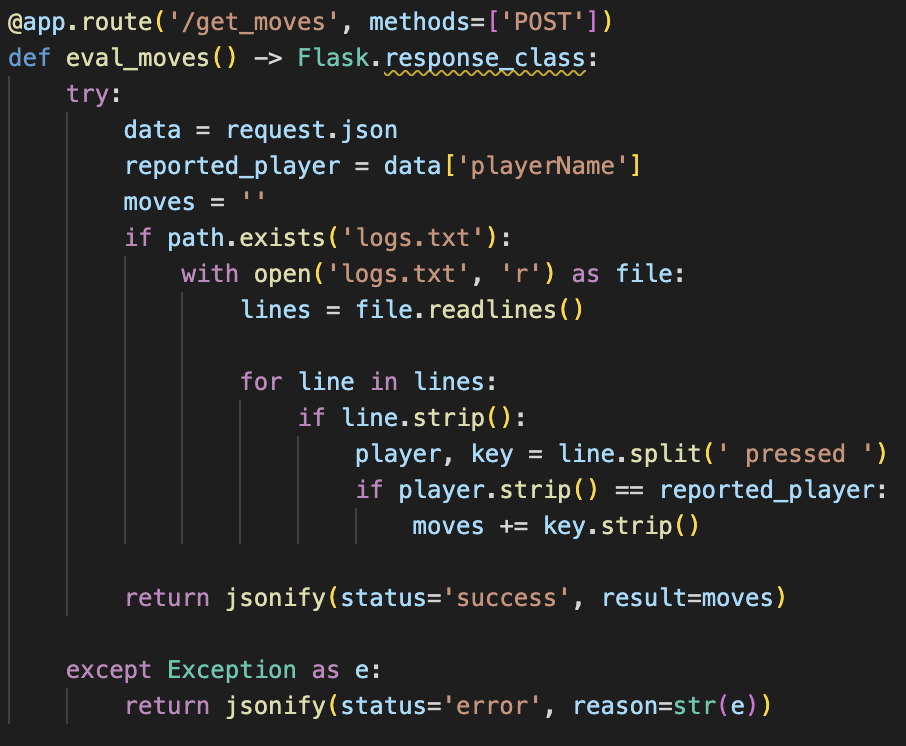 @app.route('/get_moves', methods=['POST'])
def eval_moves() -> Flask.response_class:
    try:
        data = request.json
        reported_player = data['playerName']
        moves = ''
        if path.exists('logs.txt'):
            with open('logs.txt', 'r') as file:
                lines = file.readlines()

                for line in lines:
                    if line.strip():
                        player, key = line.split(' pressed ')
                        if player.strip() == reported_player:
                            moves += key.strip()

        return jsonify(status='success', result=moves)

    except Exception as e:
        return jsonify(status='error', reason=str(e))